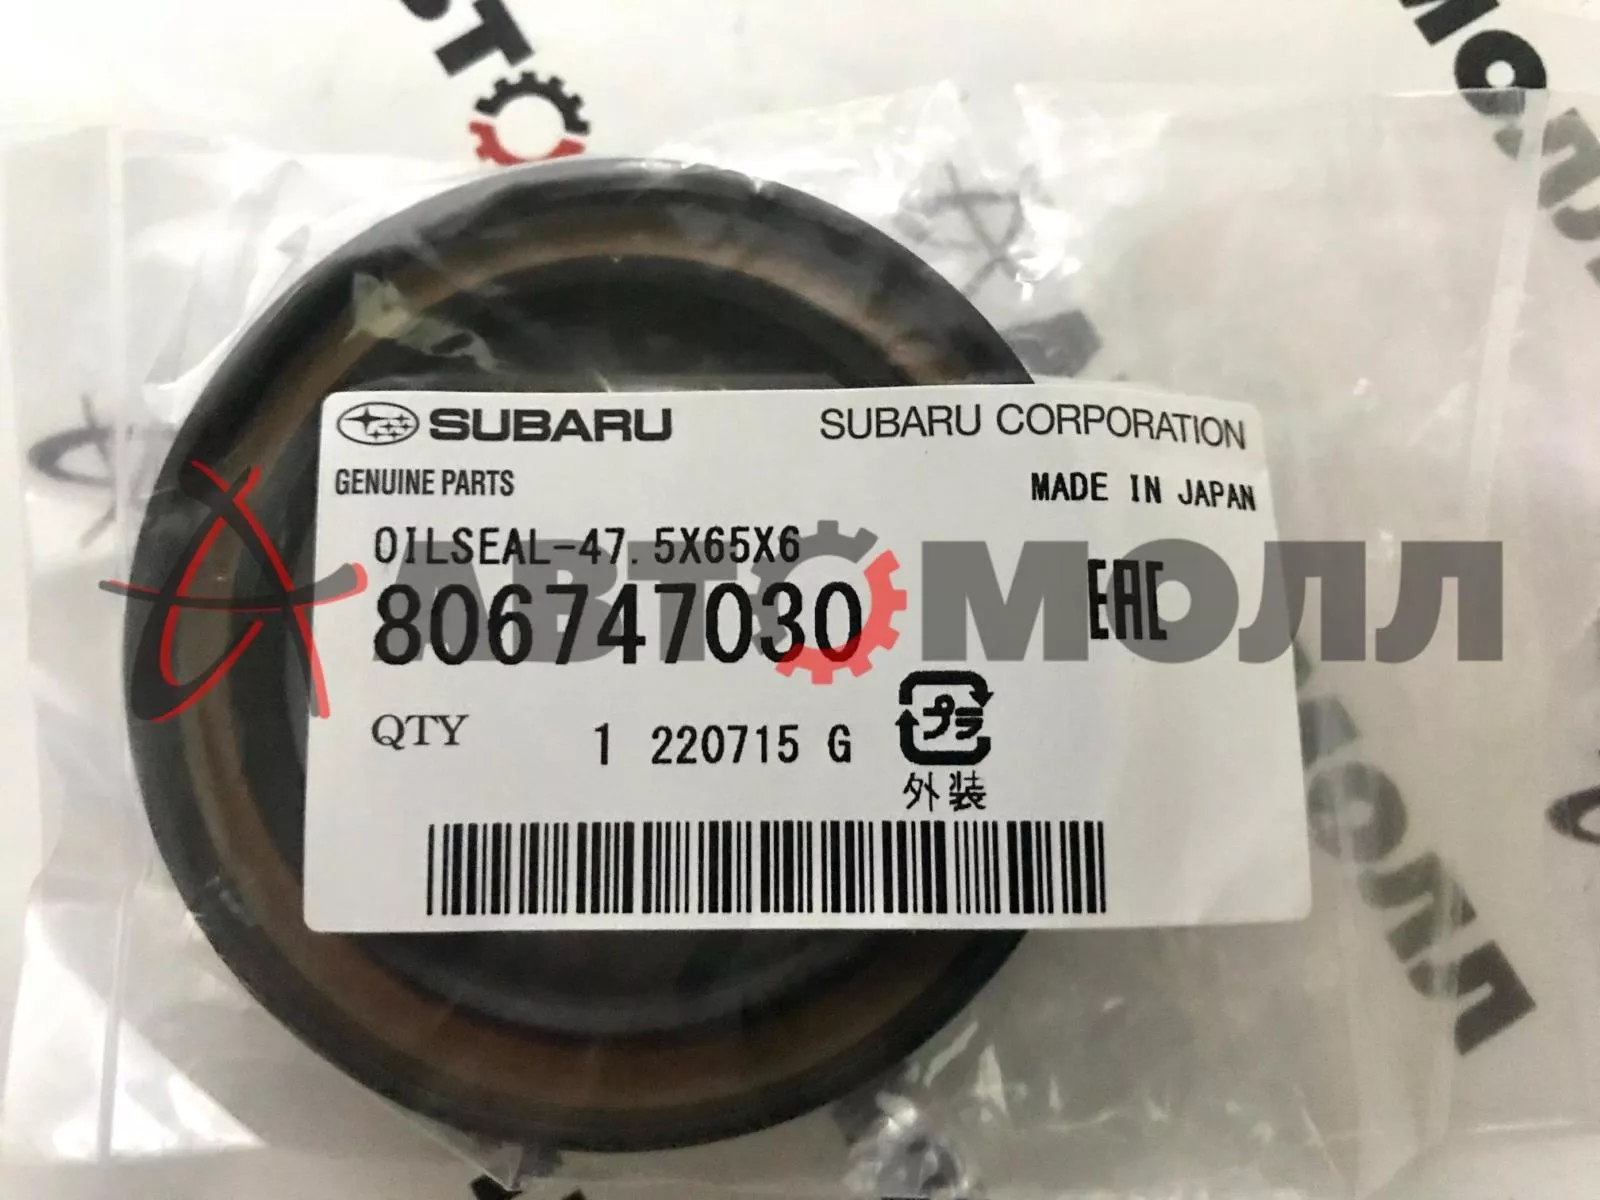 SUBARU SUBARU CORPORATION
GENUINE PARTS MADE IN JAPAN
OILSEAL-47.5X65X6
806747030 EAC
АВТОМОЛЛ
QTY 1 220715 G プラ
外装